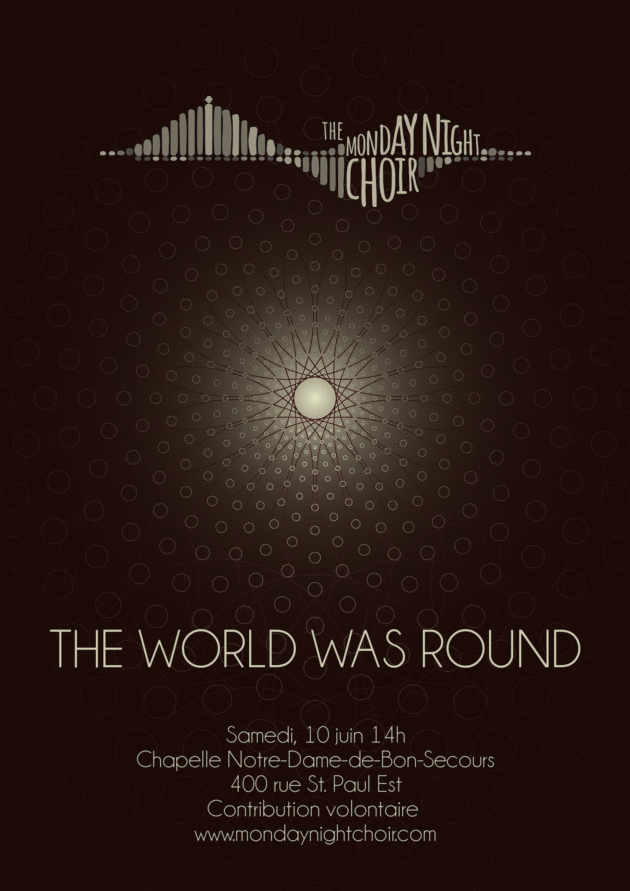 THE MONDAY NIGHT
CHOIR
THE WORLD WAS ROUND
Samedi, 10 juin 14h
Chapelle Notre-Dame-de-Bon-Secours
400 rue St. Paul Est
Contribution volontaire
www.mondaynightchoir.com